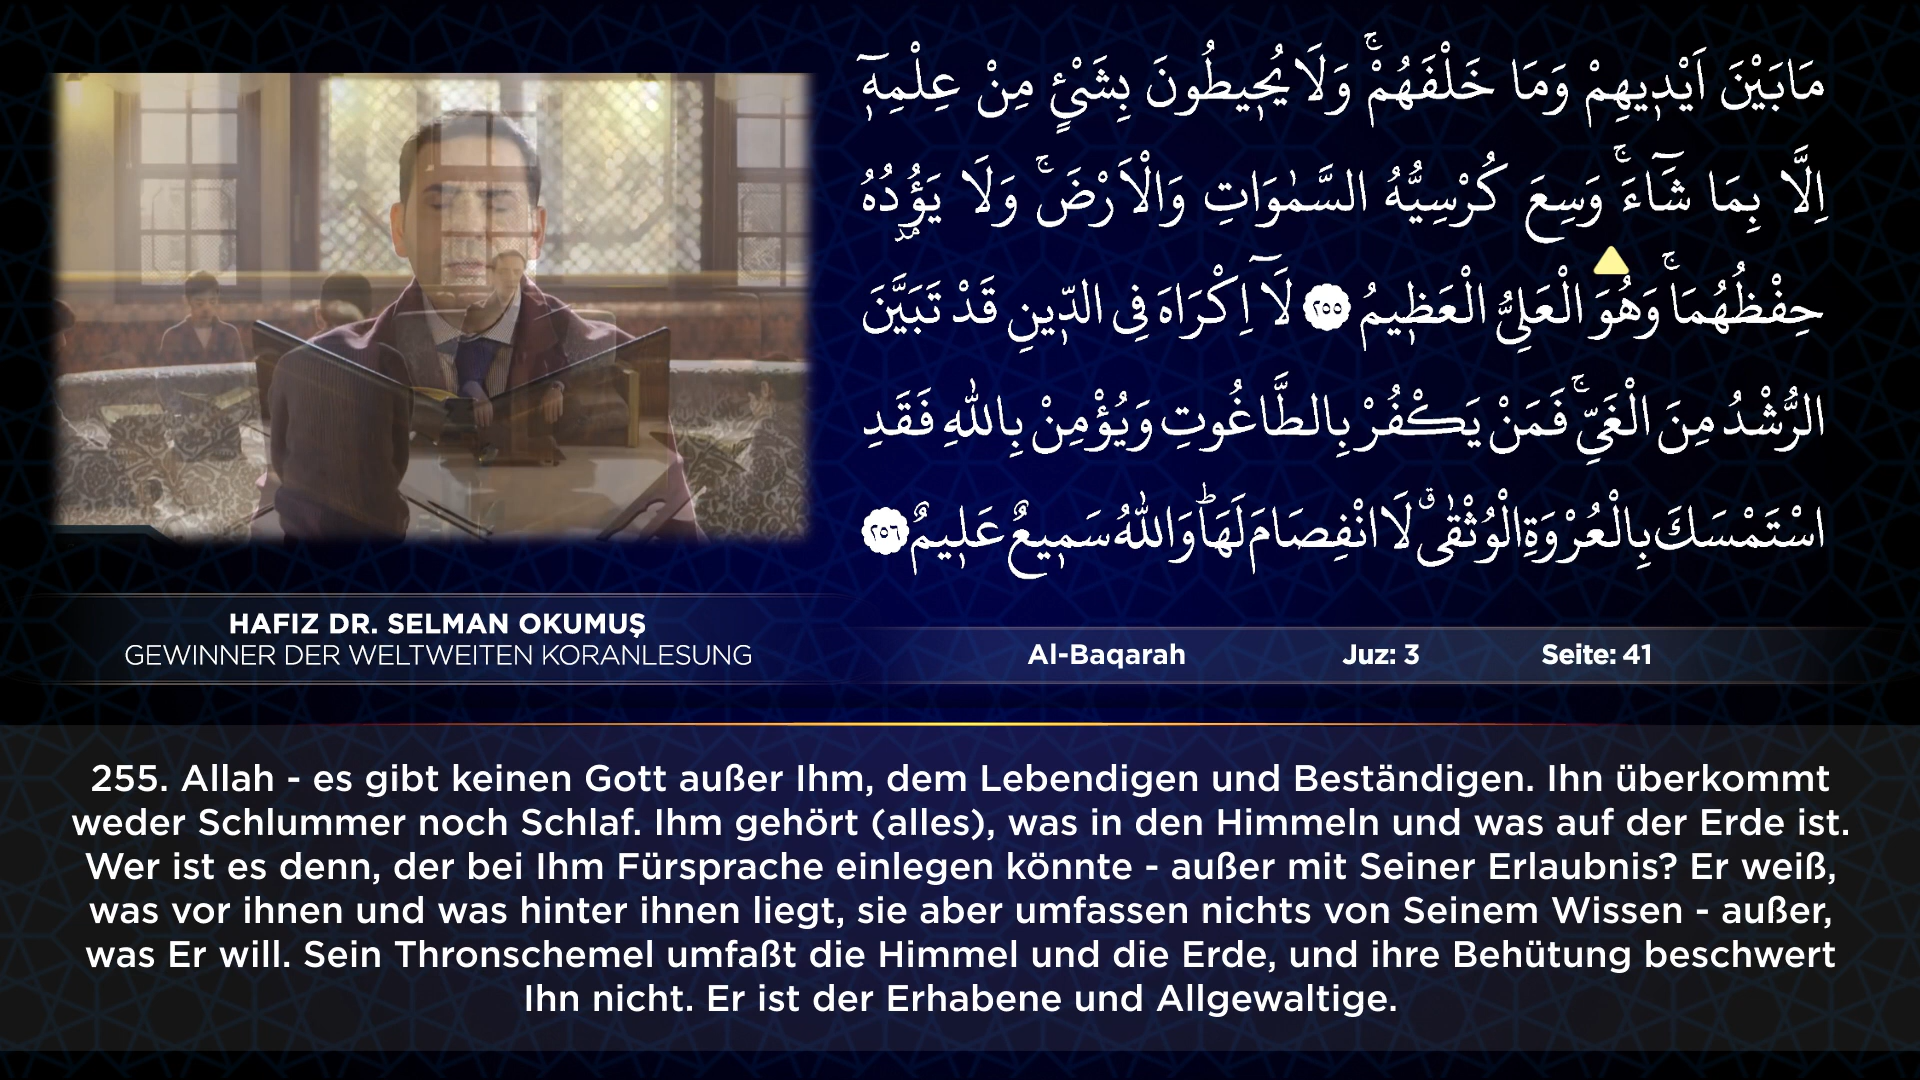 مَابَيْنَ اَيْد۪يهِمْ وَمَا خَلْفَهُمْۚ وَلَا يُح۪يطُونَ بِشَيْءٍ مِنْ عِلْمِه۪ٓ
اِلَّا بِمَا شَٓاءَۚ وَسِعَ كُرْسِيُّهُ السَّمٰوَاتِ وَالْاَرْضَۚ وَلَا يَؤُ۫دُهُ
حِفْظُهُمَاۚ وَهُوَ الْعَلِيُّ الْعَظ۪يمُ ﴿٢٥٥﴾ لَٓا اِكْرَاهَ فِى الدّ۪ينِ قَدْ تَبَيَّنَ
الرُّشْدُ مِنَ الْغَيِّۚ فَمَنْ يَكْفُرْ بِالطَّاغُوتِ وَيُؤْمِنْ بِاللّٰهِ فَقَدِ
اسْتَمْسَكَ بِالْعُرْوَةِ الْوُثْقٰىۗ لَا انْفِصَامَ لَهَاۜ وَاللّٰهُ سَم۪يعٌ عَل۪يمٌ ﴿٢٥٦﴾
HAFIZ DR. SELMAN OKUMUŞ
GEWINNER DER WELTWEITEN KORANLESUNG
Al-Baqarah Juz: 3 Seite: 41
255. Allah - es gibt keinen Gott außer Ihm, dem Lebendigen und Beständigen. Ihn überkommt
weder Schlummer noch Schlaf. Ihm gehört (alles), was in den Himmeln und was auf der Erde ist.
Wer ist es denn, der bei Ihm Fürsprache einlegen könnte - außer mit Seiner Erlaubnis? Er weiß,
was vor ihnen und was hinter ihnen liegt, sie aber umfassen nichts von Seinem Wissen - außer,
was Er will. Sein Thronschemel umfaßt die Himmel und die Erde, und ihre Behütung beschwert
Ihn nicht. Er ist der Erhabene und Allgewaltige.